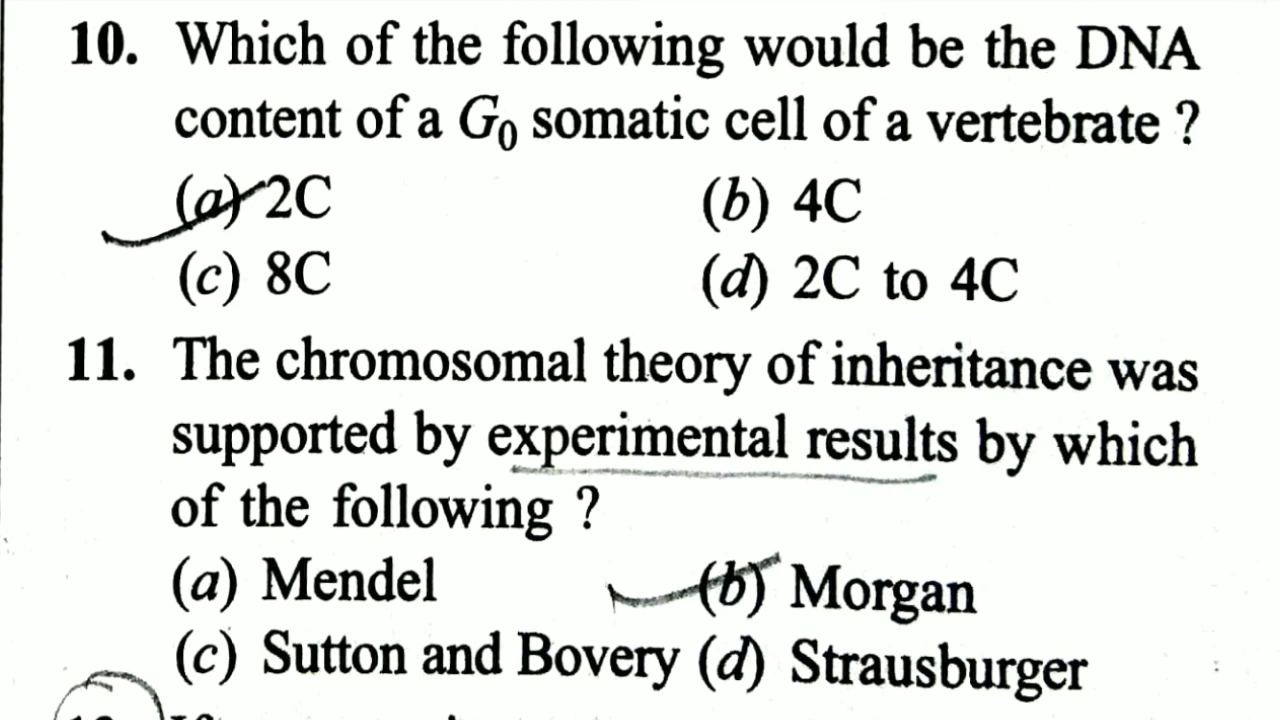 10. Which of the following would be the DNA
content of a G₀ somatic cell of a vertebrate ?
(a) 2C (b) 4C
(c) 8C (d) 2C to 4C
11. The chromosomal theory of inheritance was
supported by experimental results by which
of the following ?
(a) Mendel (b) Morgan
(c) Sutton and Bovery (d) Strausburger